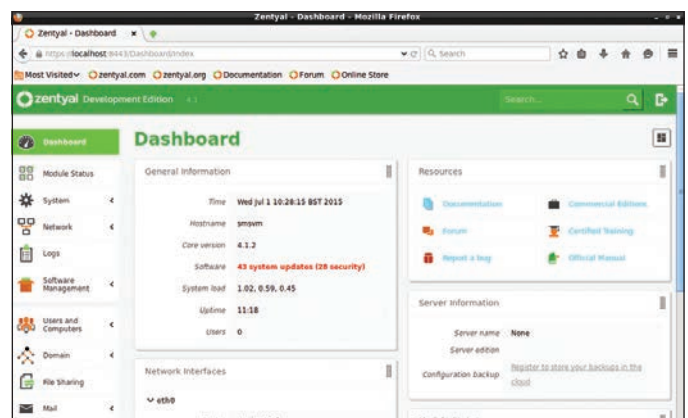 Zentyal - Dashboard - Mozilla Firefox
Zentyal - Dashboard
https://localhost:8443/Dashboard/Index
Search
Most Visited
zentyal.com
zentyal.org
Documentation
Forum
Online Store
zentyal Development Edition 4.1
Search...
Dashboard
Module Status
System
Network
Logs
Software Management
Users and Computers
Domain
File Sharing
Mail
Dashboard
General Information
Time Wed Jul 1 10:28:15 BST 2015
Hostname smsvm
Core version 4.1.2
Software 43 system updates (28 security)
System load 1.02, 0.59, 0.45
Uptime 11:18
Users 0
Network Interfaces
eth0
Resources
Documentation
Commercial Editions
Forum
Certified Training
Report a bug
Official Manual
Server Information
Server name None
Server edition
Configuration backup Register to store your backups in the
cloud